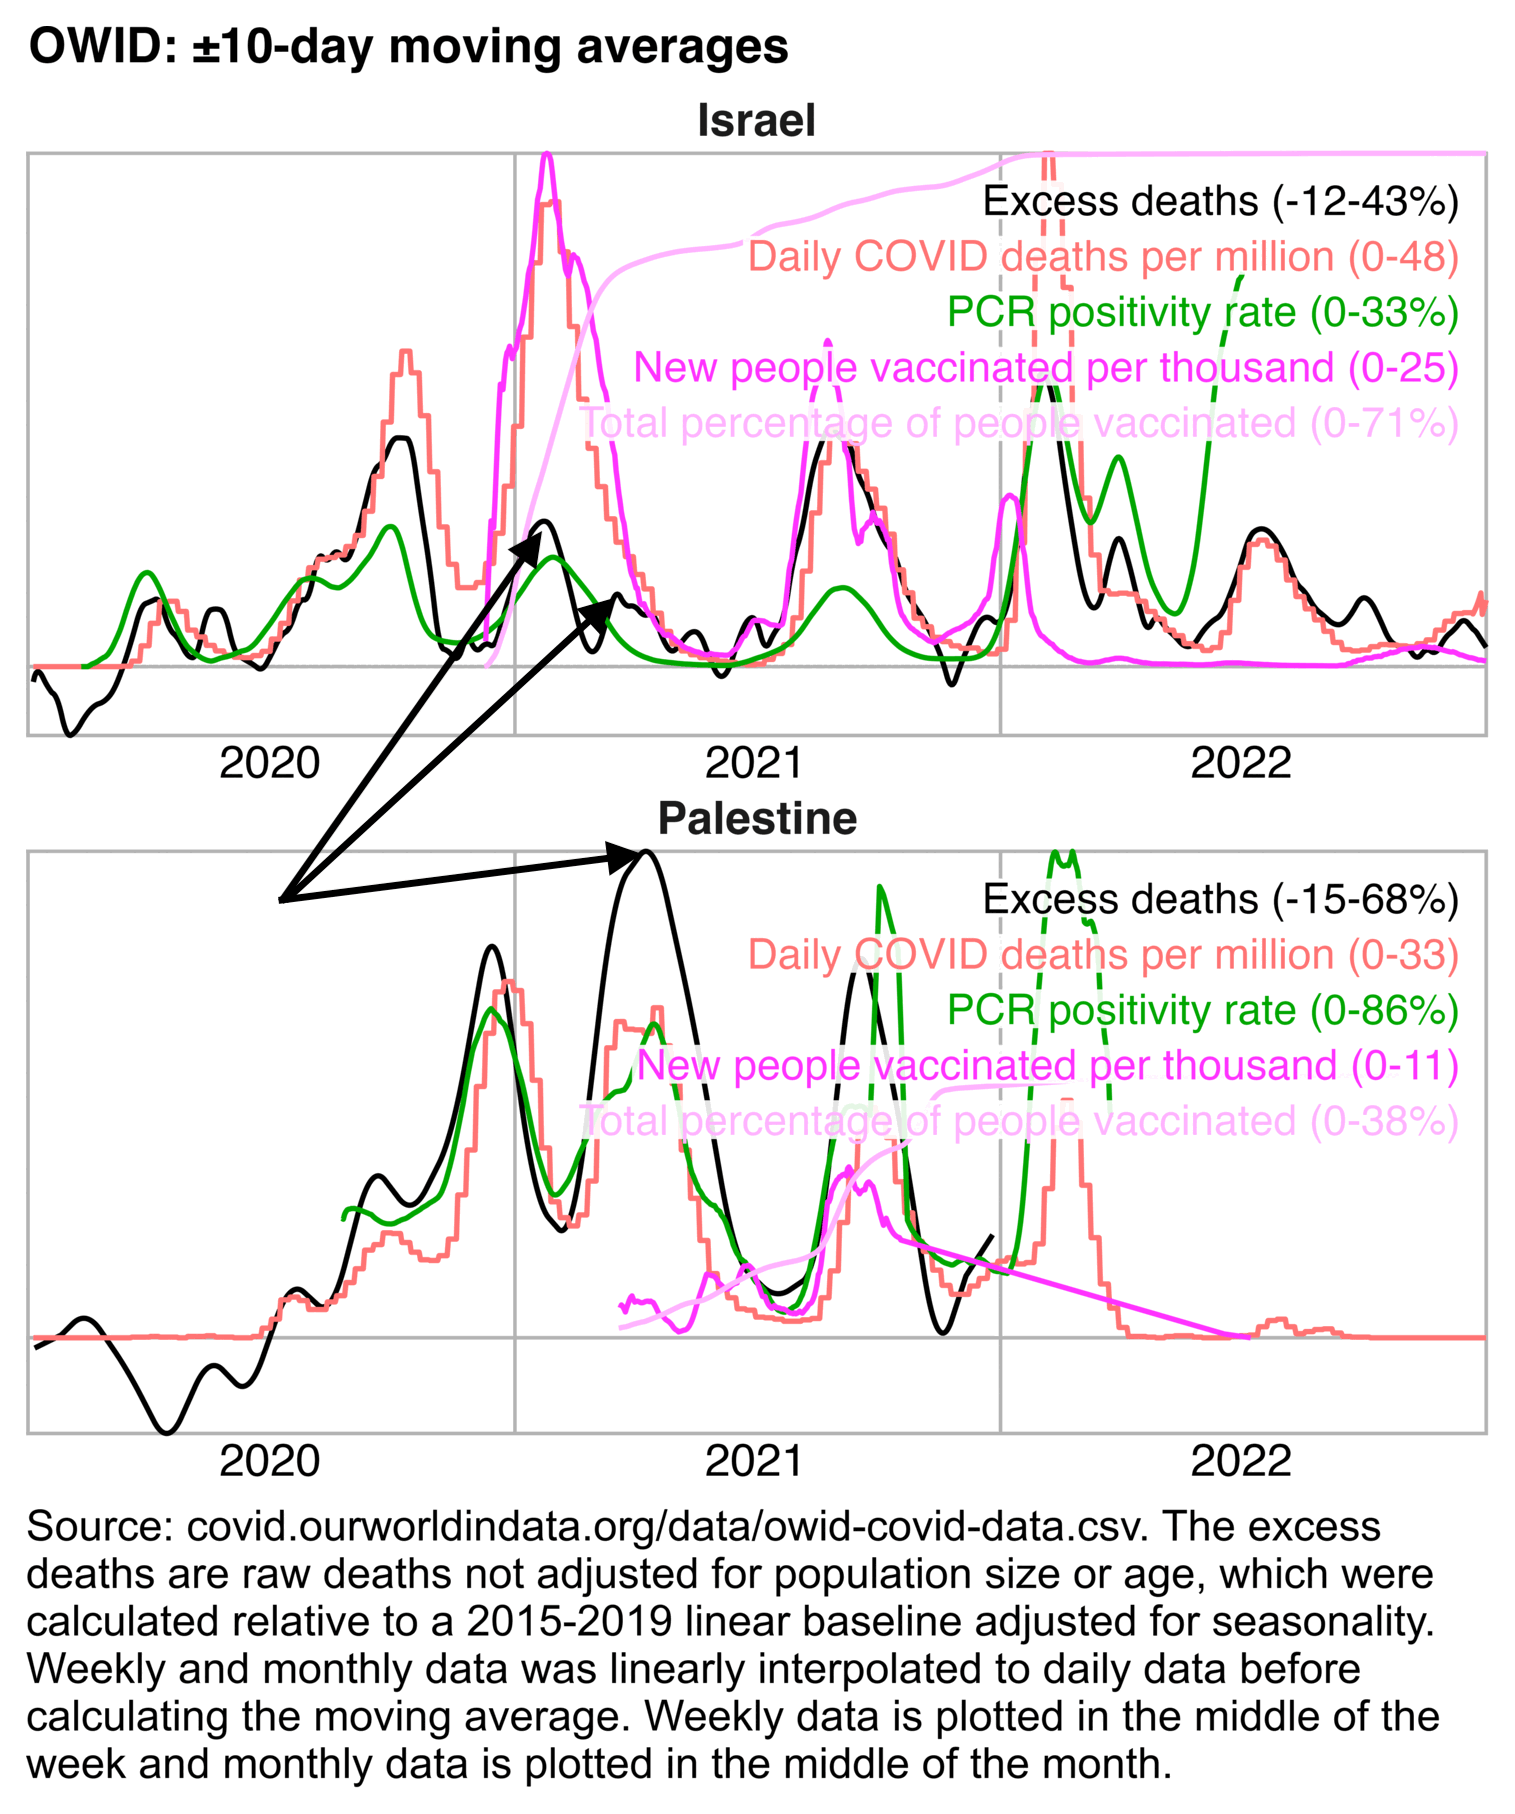 OWID: ±10-day moving averages
Israel
Excess deaths (-12-43%)
Daily COVID deaths per million (0-48)
PCR positivity rate (0-33%)
New people vaccinated per thousand (0-25)
Total percentage of people vaccinated (0-71%)
2020 2021 2022
Palestine
Excess deaths (-15-68%)
Daily COVID deaths per million (0-33)
PCR positivity rate (0-86%)
New people vaccinated per thousand (0-11)
Total percentage of people vaccinated (0-38%)
2020 2021 2022
Source: covid.ourworldindata.org/data/owid-covid-data.csv. The excess
deaths are raw deaths not adjusted for population size or age, which were
calculated relative to a 2015-2019 linear baseline adjusted for seasonality.
Weekly and monthly data was linearly interpolated to daily data before
calculating the moving average. Weekly data is plotted in the middle of the
week and monthly data is plotted in the middle of the month.